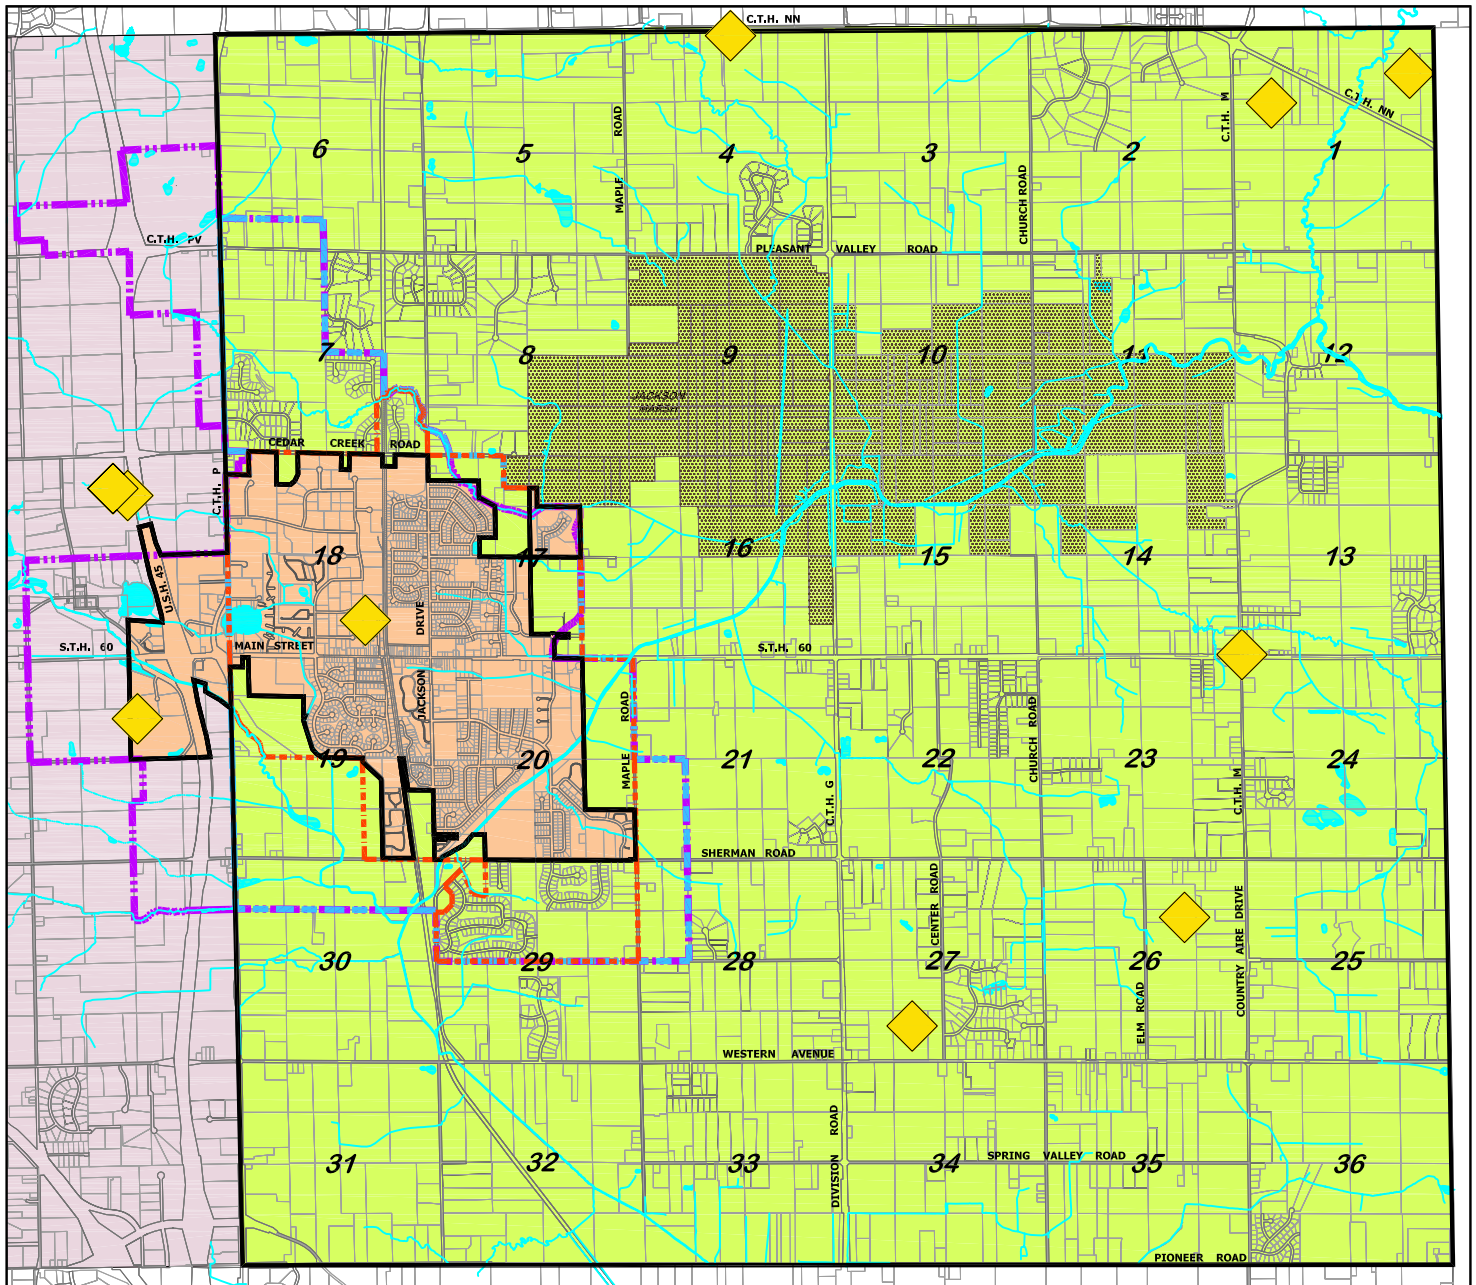 C.T.H. NN
C.T.H. NN
C.T.H. M
MAPLE ROAD
CHURCH ROAD
6
5
4
3
2
1
C.T.H. PV
PLEASANT VALLEY ROAD
7
8
9
10
11
12
JACKSON
MARSH
CEDAR CREEK ROAD
C.T.H. P
18
17
16
15
14
13
U.S.H. 45
S.T.H. 60
MAIN STREET
S.T.H. 60
JACKSON DRIVE
MAPLE ROAD
CHURCH ROAD
19
20
21
22
23
24
C.T.H. G
C.T.H. M
SHERMAN ROAD
CENTER ROAD
COUNTRY AIRE DRIVE
30
29
28
27
26
25
ELM ROAD
WESTERN AVENUE
DIVISION ROAD
SPRING VALLEY ROAD
31
32
33
34
35
36
PIONEER ROAD